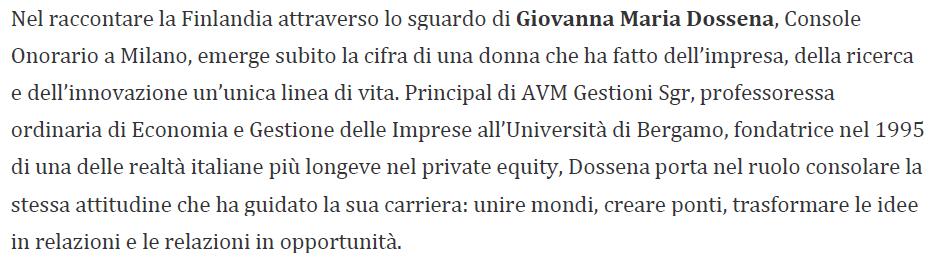 Nel raccontare la Finlandia attraverso lo sguardo di Giovanna Maria Dossena, Console
Onorario a Milano, emerge subito la cifra di una donna che ha fatto dell’impresa, della ricerca
e dell’innovazione un’unica linea di vita. Principal di AVM Gestioni Sgr, professoressa
ordinaria di Economia e Gestione delle Imprese all’Università di Bergamo, fondatrice nel 1995
di una delle realtà italiane più longeve nel private equity, Dossena porta nel ruolo consolare la
stessa attitudine che ha guidato la sua carriera: unire mondi, creare ponti, trasformare le idee
in relazioni e le relazioni in opportunità.